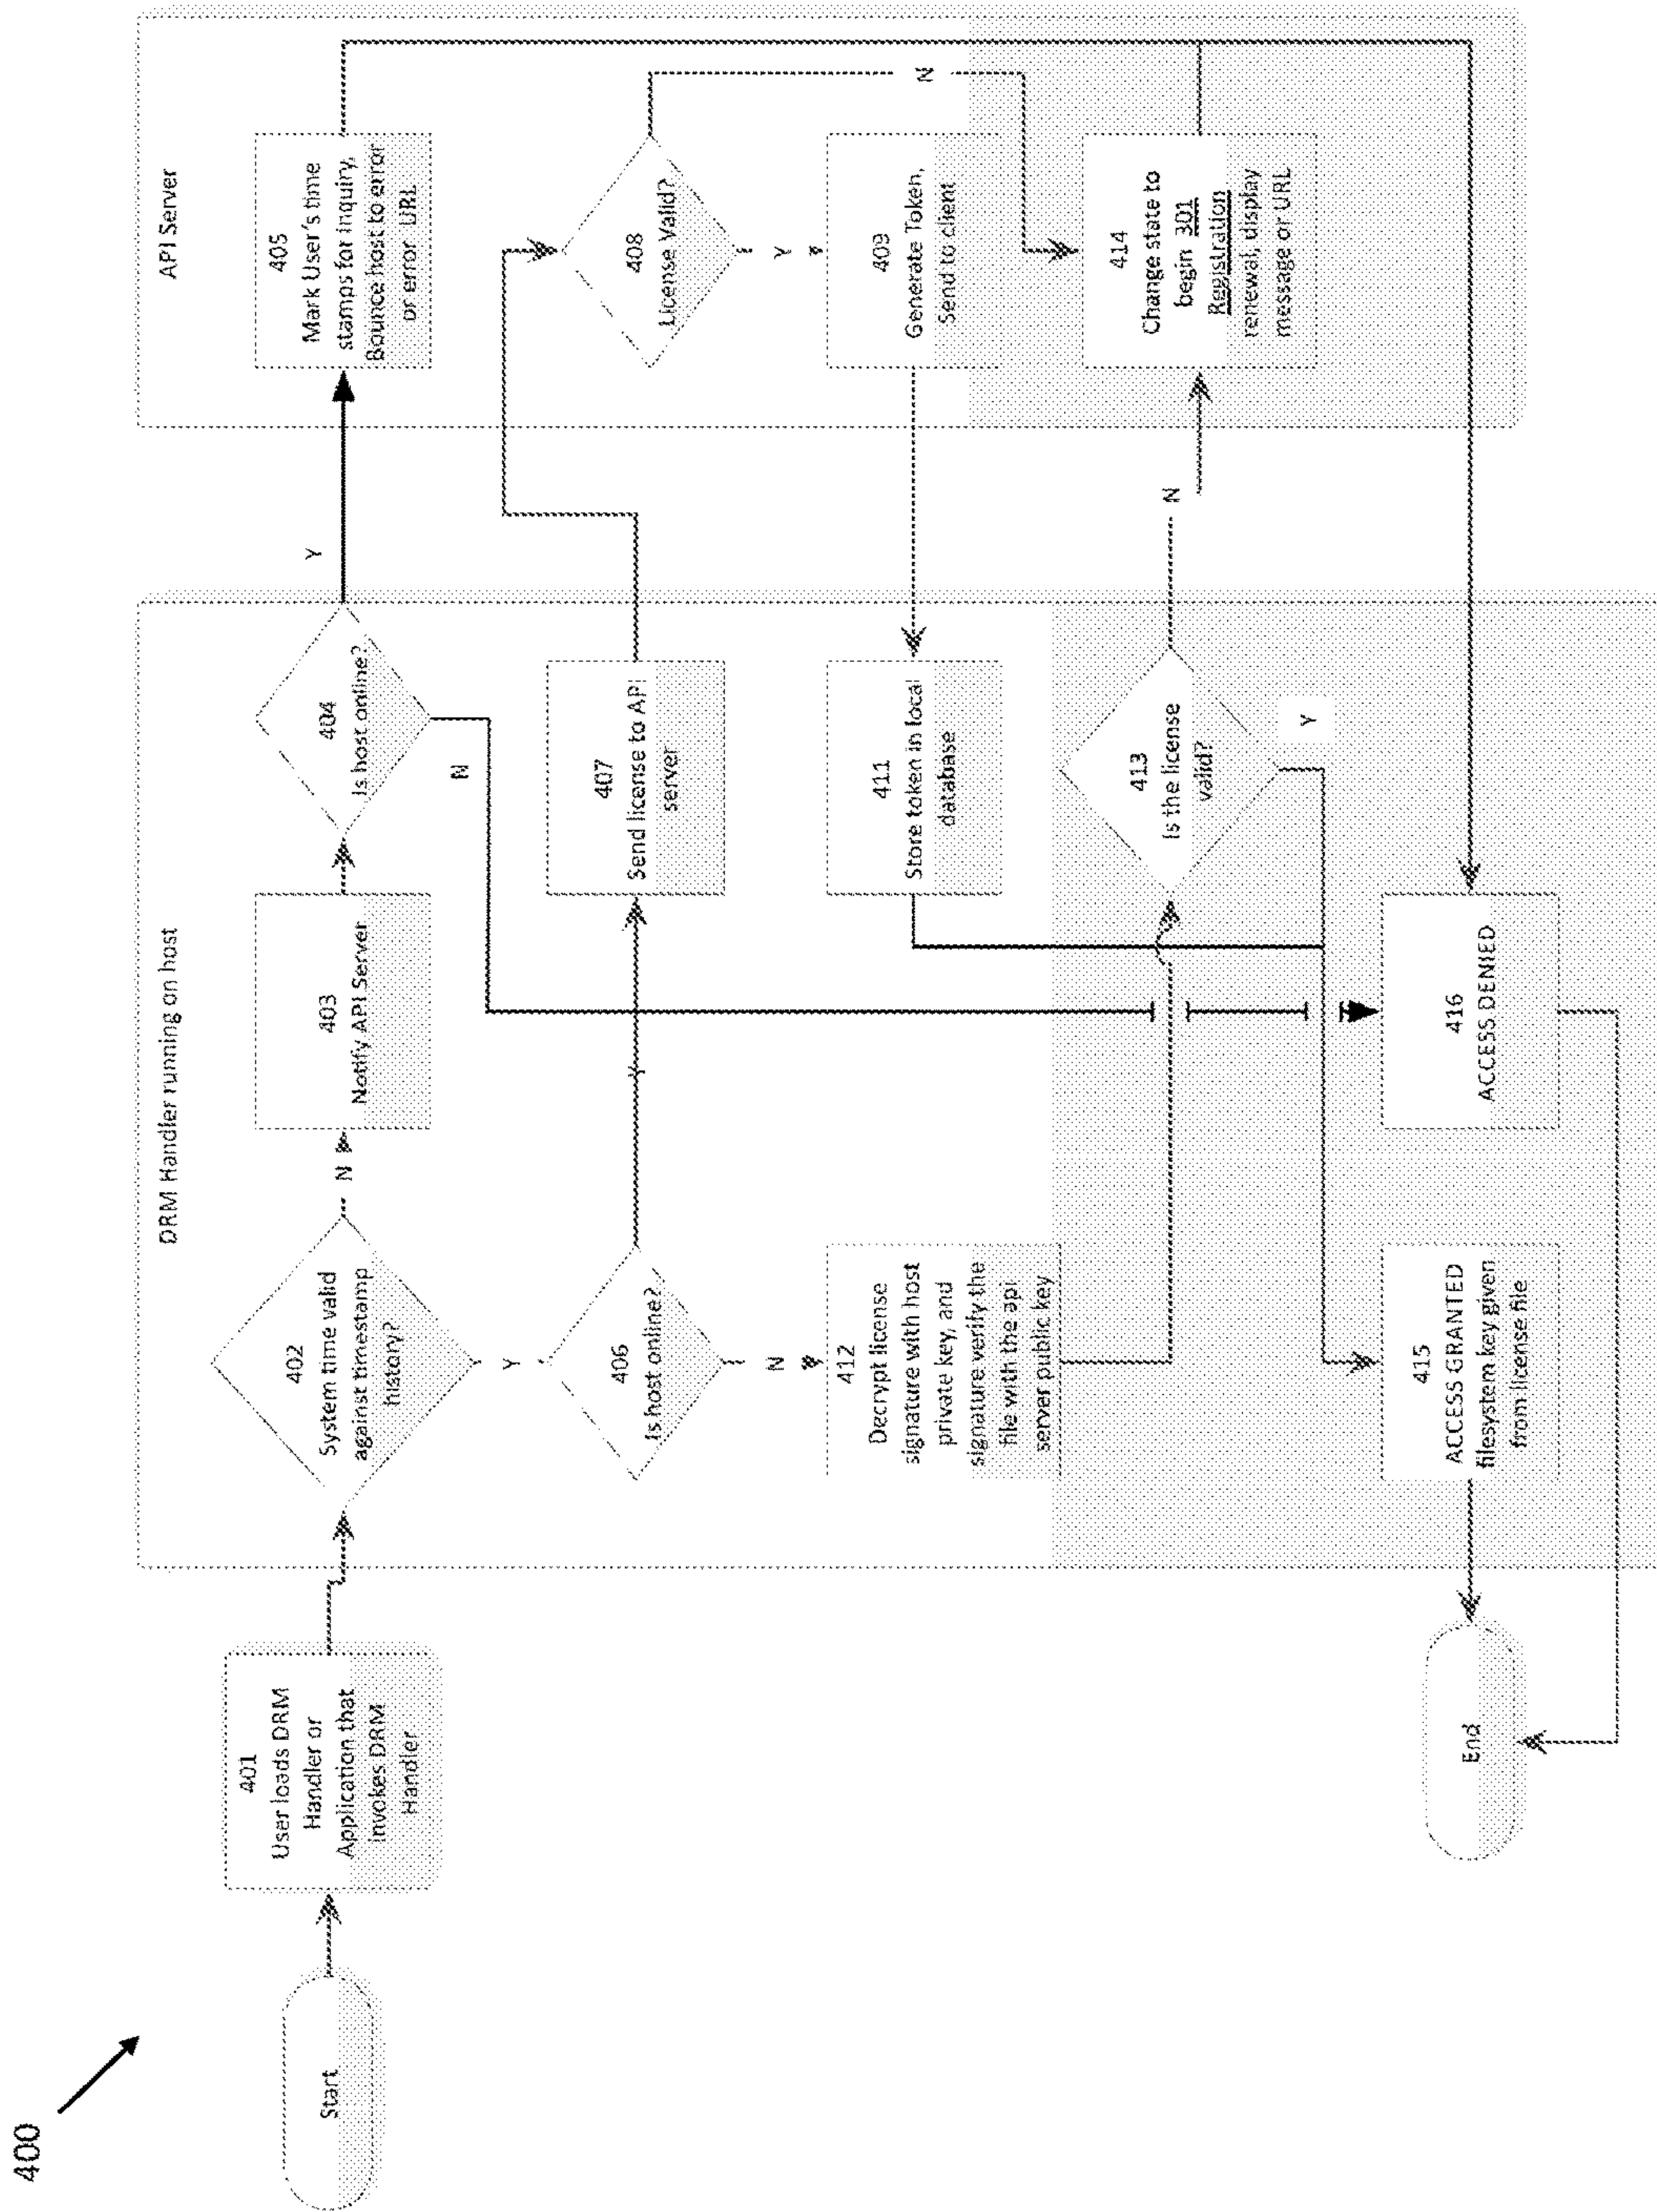 400
Start
401
User loads DRM
Handler or
Application that
invokes DRM
Handler
DRM Handler running on host
402
System time valid
against timestamp
history?
N
403
Notify API Server
404
Is host online?
Y
N
API Server
405
Mark User's time
stamps for inquiry,
Bounce host to error
or error URL
Y
406
Is host online?
Y
407
Send license to API
server
408
License Valid?
N
Y
N
412
Decrypt license
signature with host
private key, and
signature verify the
file with the api
server public key
411
Store token in local
database
409
Generate Token,
Send to client
413
Is the license
valid?
N
Y
414
Change state to
begin 301
Registration
renewal, display
message or URL
415
ACCESS GRANTED
filesystem key given
from license file
416
ACCESS DENIED
End